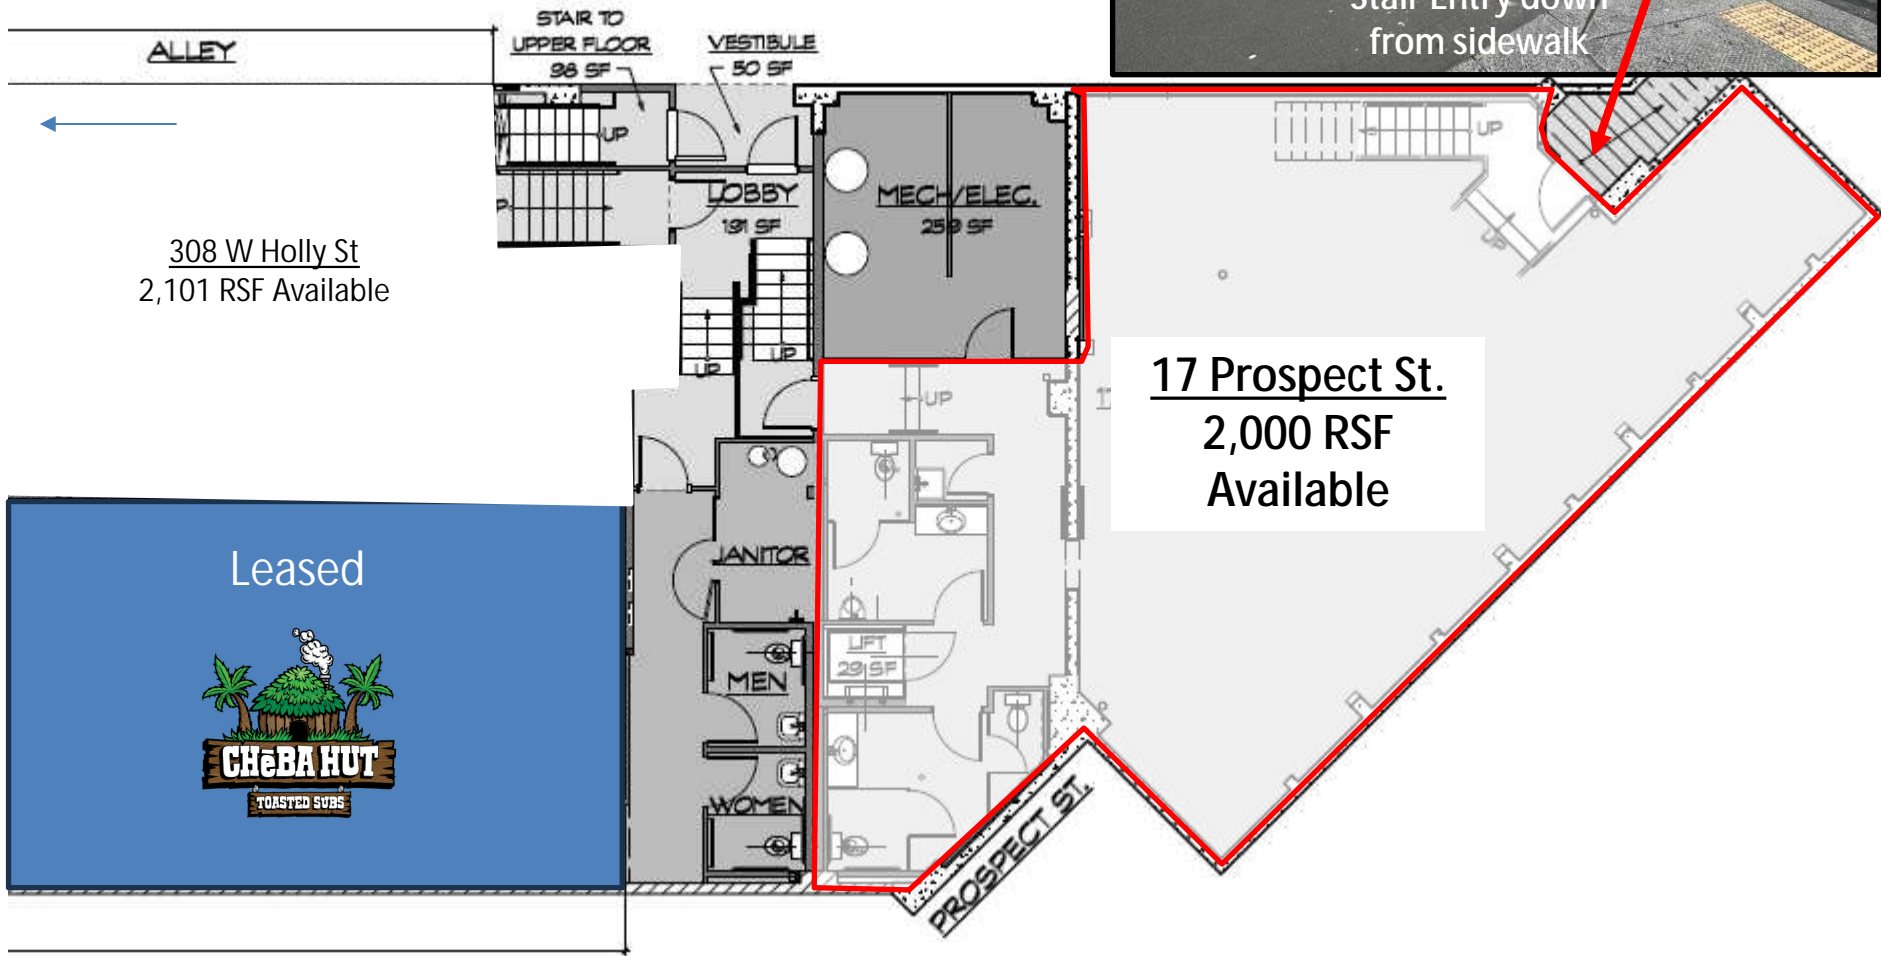 Stair Entry down
from sidewalk
STAIR TO
UPPER FLOOR
98 SF
VESTIBULE
50 SF
ALLEY
UP
UP
LOBBY
191 SF
MECH/ELEC.
259 SF
UP
308 W Holly St
2,101 RSF Available
UP
UP
UP
17 Prospect St.
2,000 RSF
Available
Leased
JANITOR
LIFT
29 SF
MEN
CHēBA HUT
TOASTED SUBS
WOMEN
PROSPECT ST.